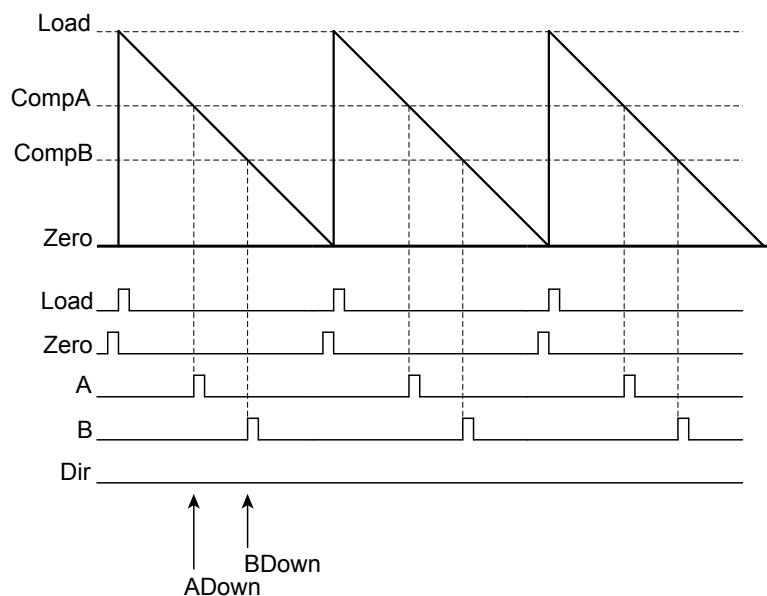 Load
CompA
CompB
Zero
Load
Zero
A
B
Dir
BDown
ADown